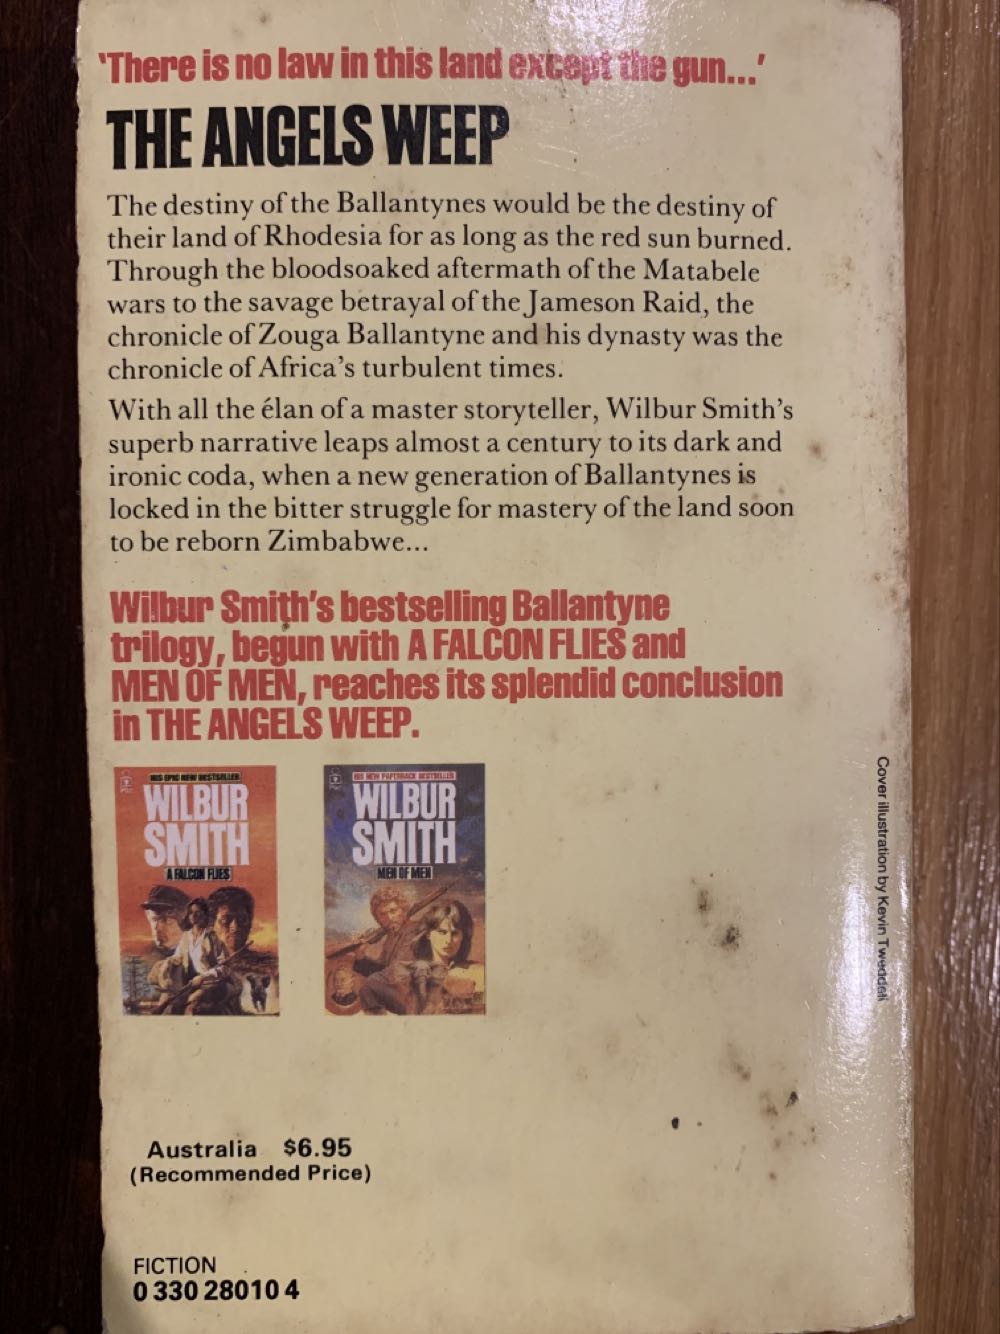 ‘There is no law in this land except the gun...’
THE ANGELS WEEP
The destiny of the Ballantynes would be the destiny of
their land of Rhodesia for as long as the red sun burned.
Through the bloodsoaked aftermath of the Matabele
wars to the savage betrayal of the Jameson Raid, the
chronicle of Zouga Ballantyne and his dynasty was the
chronicle of Africa’s turbulent times.
With all the élan of a master storyteller, Wilbur Smith’s
superb narrative leaps almost a century to its dark and
ironic coda, when a new generation of Ballantynes is
locked in the bitter struggle for mastery of the land soon
to be reborn Zimbabwe...
Wilbur Smith’s bestselling Ballantyne
trilogy, begun with A FALCON FLIES and
MEN OF MEN, reaches its splendid conclusion
in THE ANGELS WEEP.
HIS EPIC NEW BESTSELLER
WILBUR
SMITH
A FALCON FLIES
HIS NEW PAPERBACK BESTSELLER
WILBUR
SMITH
MEN OF MEN
Cover illustration by Kevin Tweddell
Australia $6.95
(Recommended Price)
FICTION
0 330 28010 4